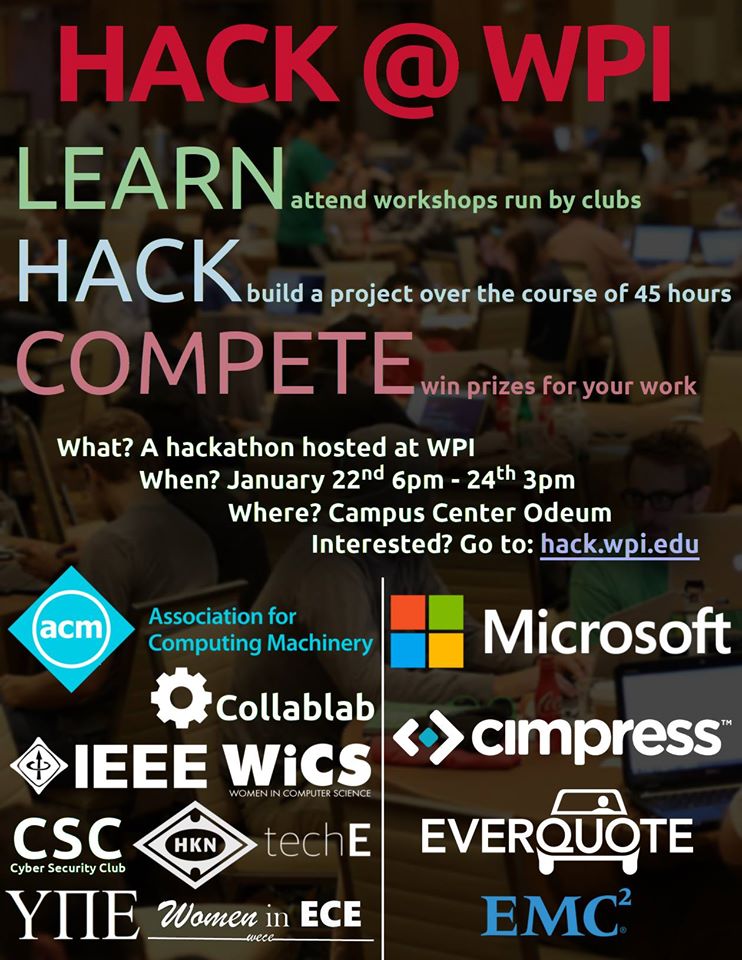 HACK @ WPI
LEARN attend workshops run by clubs
HACK build a project over the course of 45 hours
COMPETE win prizes for your work
What? A hackathon hosted at WPI
When? January 22nd 6pm - 24th 3pm
Where? Campus Center Odeum
Interested? Go to: hack.wpi.edu
acm
Association for
Computing Machinery
Collablab
IEEE
WiCS
WOMEN IN COMPUTER SCIENCE
CSC
Cyber Security Club
HKN
techE
ΥΠΕ
Women in ECE
wece
Microsoft
cimpress™
EVERQUOTE
EMC²®